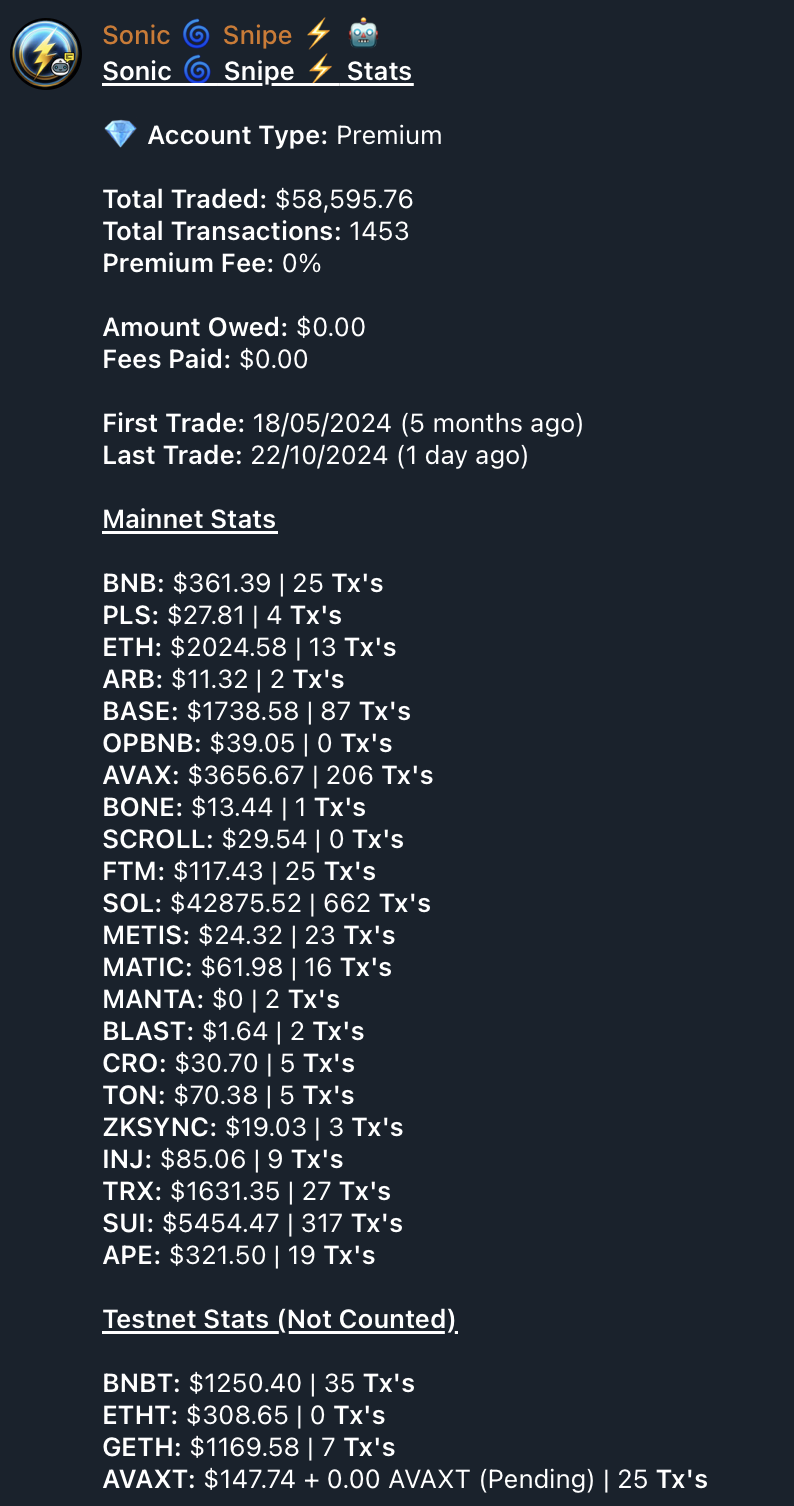 Sonic 🌀 Snipe ⚡ 🤖
Sonic 🌀 Snipe ⚡ Stats
💎 Account Type: Premium
Total Traded: $58,595.76
Total Transactions: 1453
Premium Fee: 0%
Amount Owed: $0.00
Fees Paid: $0.00
First Trade: 18/05/2024 (5 months ago)
Last Trade: 22/10/2024 (1 day ago)
Mainnet Stats
BNB: $361.39 | 25 Tx's
PLS: $27.81 | 4 Tx's
ETH: $2024.58 | 13 Tx's
ARB: $11.32 | 2 Tx's
BASE: $1738.58 | 87 Tx's
OPBNB: $39.05 | 0 Tx's
AVAX: $3656.67 | 206 Tx's
BONE: $13.44 | 1 Tx's
SCROLL: $29.54 | 0 Tx's
FTM: $117.43 | 25 Tx's
SOL: $42875.52 | 662 Tx's
METIS: $24.32 | 23 Tx's
MATIC: $61.98 | 16 Tx's
MANTA: $0 | 2 Tx's
BLAST: $1.64 | 2 Tx's
CRO: $30.70 | 5 Tx's
TON: $70.38 | 5 Tx's
ZKSYNC: $19.03 | 3 Tx's
INJ: $85.06 | 9 Tx's
TRX: $1631.35 | 27 Tx's
SUI: $5454.47 | 317 Tx's
APE: $321.50 | 19 Tx's
Testnet Stats (Not Counted)
BNBT: $1250.40 | 35 Tx's
ETHT: $308.65 | 0 Tx's
GETH: $1169.58 | 7 Tx's
AVAXT: $147.74 + 0.00 AVAXT (Pending) | 25 Tx's